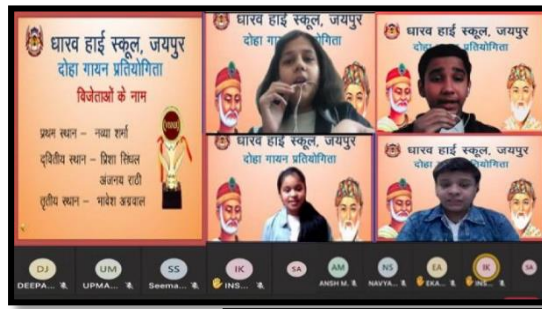 धारव हाई स्कूल, जयपुर
दोहा गायन प्रतियोगिता
विजेताओं के नाम
प्रथम स्थान – नव्या शर्मा
द्वितीय स्थान – प्रिशा सिंघल
अंजनय राठी
तृतीय स्थान – भावेश अग्रवाल
धारव हाई स्कूल, जयपुर
दोहा गायन प्रतियोगिता
धारव हाई स्कूल, जयपुर
दोहा प्रतियोगिता
धारव हाई स्कूल, जयपुर
दोहा गायन प्रतियोगिता
धारव हाई स्कूल, जयपुर
दोहा प्रतियोगिता
DJ UM SS IK SA AM NS EA IK SA
DEEPA... UPMA... Seema... INS... ANSH M. NAVYA... EKA... INS...